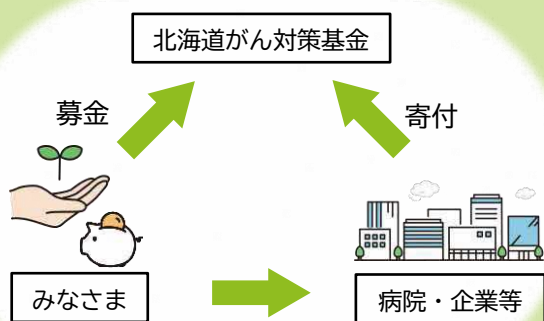 北海道がん対策基金
募金
寄付
みなさま
病院・企業等